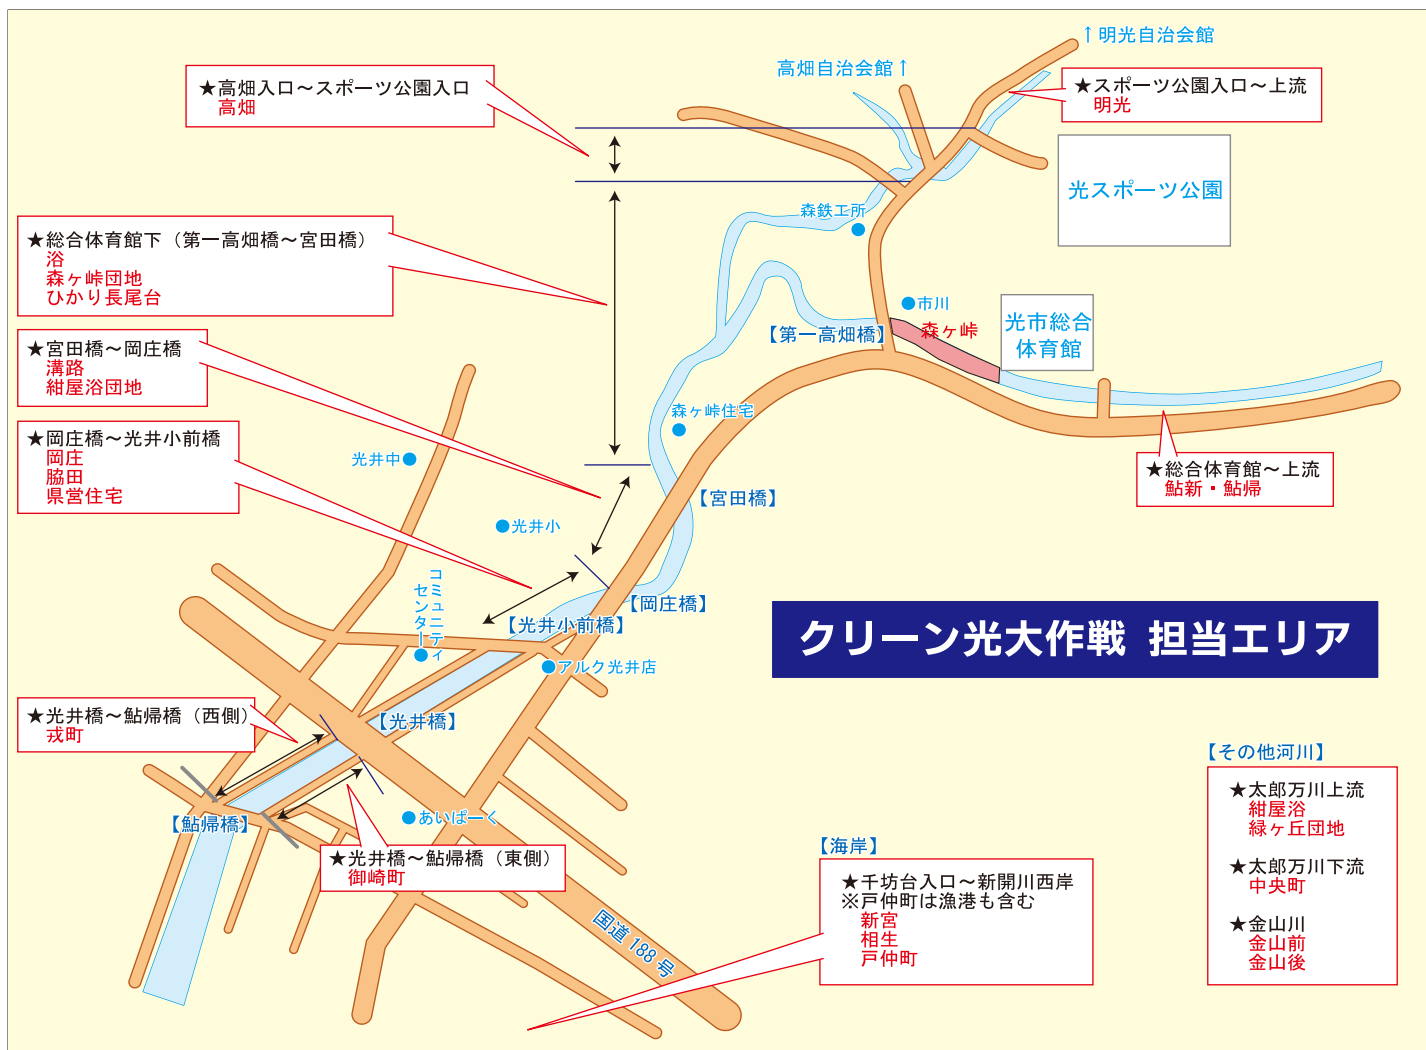 ↑明光自治会館
高畑自治会館↑
★高畑入口～スポーツ公園入口
高畑
★スポーツ公園入口～上流
明光
光スポーツ公園
森鉄工所
★総合体育館下（第一高畑橋～宮田橋）
浴
森ヶ峠団地
ひかり長尾台
市川
【第一高畑橋】
森ヶ峠
光市総合
体育館
★宮田橋～岡庄橋
溝路
紺屋浴団地
森ヶ峠住宅
★岡庄橋～光井小前橋
岡庄
脇田
県営住宅
光井中
★総合体育館～上流
鮎新・鮎帰
【宮田橋】
光井小
コミュニティ
センター
【岡庄橋】
【光井小前橋】
アルク光井店
クリーン光大作戦 担当エリア
★光井橋～鮎帰橋（西側）
戎町
【光井橋】
【鮎帰橋】
あいぱーく
★光井橋～鮎帰橋（東側）
御崎町
国道188号
【海岸】
★千坊台入口～新開川西岸
※戸仲町は漁港も含む
新宮
相生
戸仲町
【その他河川】
★太郎万川上流
紺屋浴
緑ヶ丘団地
★太郎万川下流
中央町
★金山川
金山前
金山後